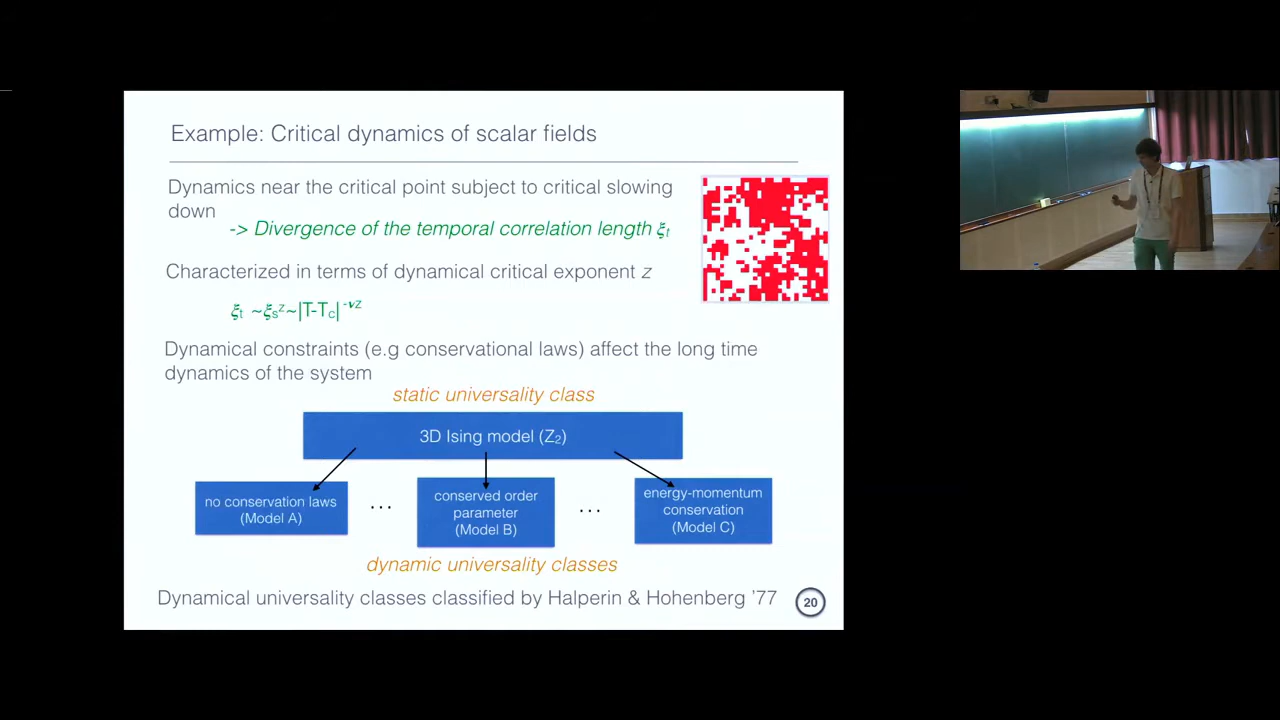 Example: Critical dynamics of scalar fields
Dynamics near the critical point subject to critical slowing
down
-> Divergence of the temporal correlation length ξt
Characterized in terms of dynamical critical exponent z
ξt ~ξs^z~|T-Tc|^-νz
Dynamical constraints (e.g conservational laws) affect the long time
dynamics of the system
static universality class
3D Ising model (Z₂)
no conservation laws
(Model A)
...
conserved order
parameter
(Model B)
...
energy-momentum
conservation
(Model C)
dynamic universality classes
Dynamical universality classes classified by Halperin & Hohenberg '77
20